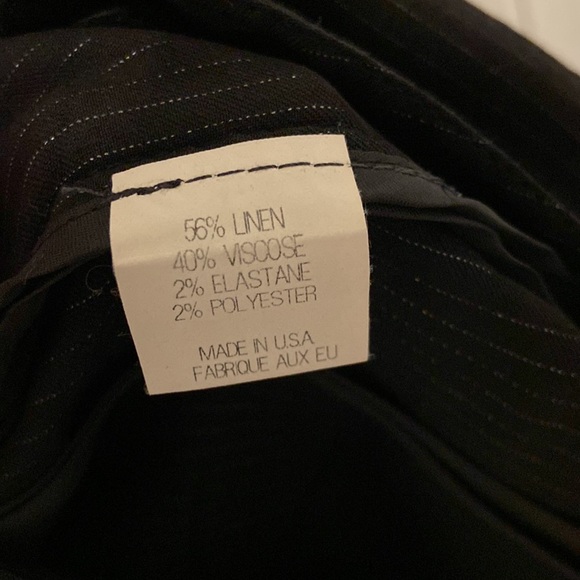 56% LINEN
40% VISCOSE
2% ELASTANE
2% POLYESTER
MADE IN U.S.A
FABRIQUE AUX EU